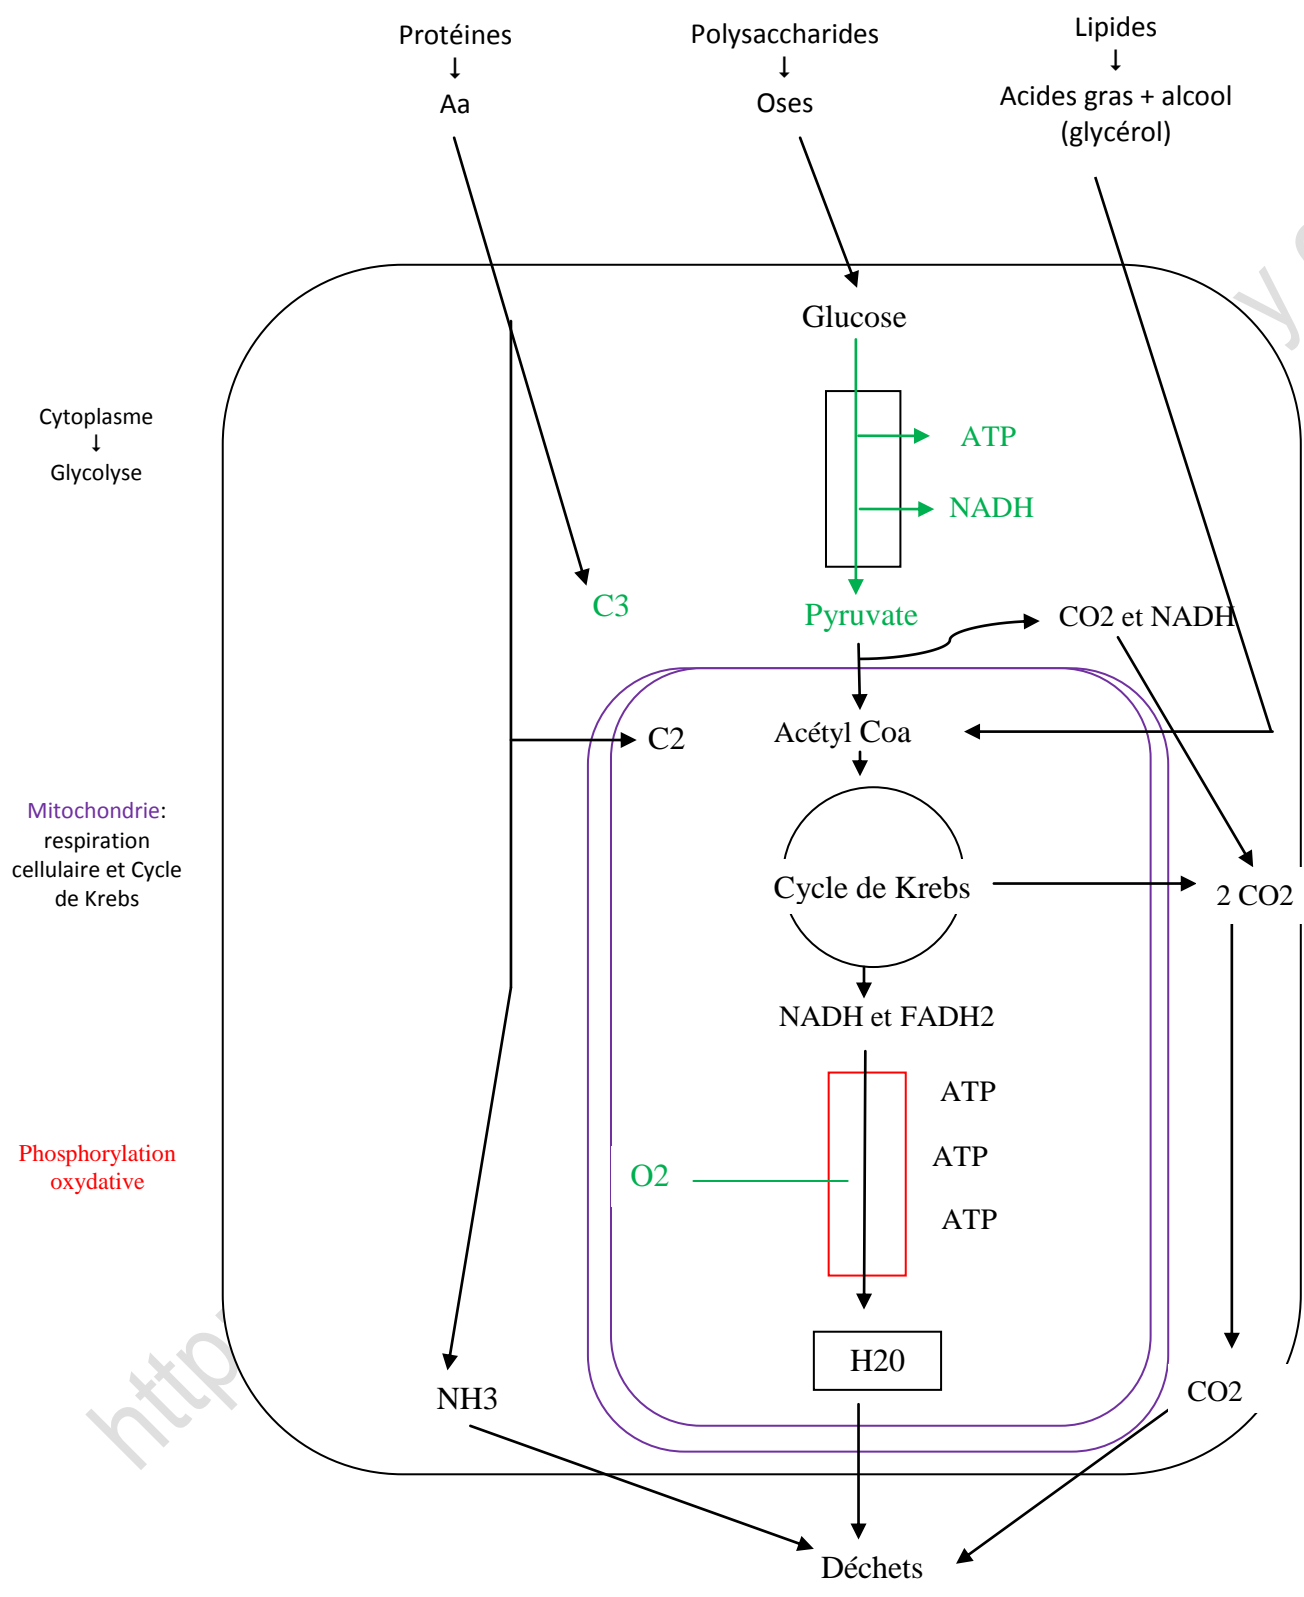 Protéines
↓
Aa
Polysaccharides
↓
Oses
Lipides
↓
Acides gras + alcool
(glycérol)
Glucose
Cytoplasme
↓
Glycolyse
ATP
NADH
C3
Pyruvate
CO2 et NADH
C2
Acétyl Coa
Mitochondrie:
respiration
cellulaire et Cycle
de Krebs
Cycle de Krebs
2 CO2
NADH et FADH2
ATP
Phosphorylation
oxydative
O2
ATP
ATP
H20
NH3
CO2
Déchets
http